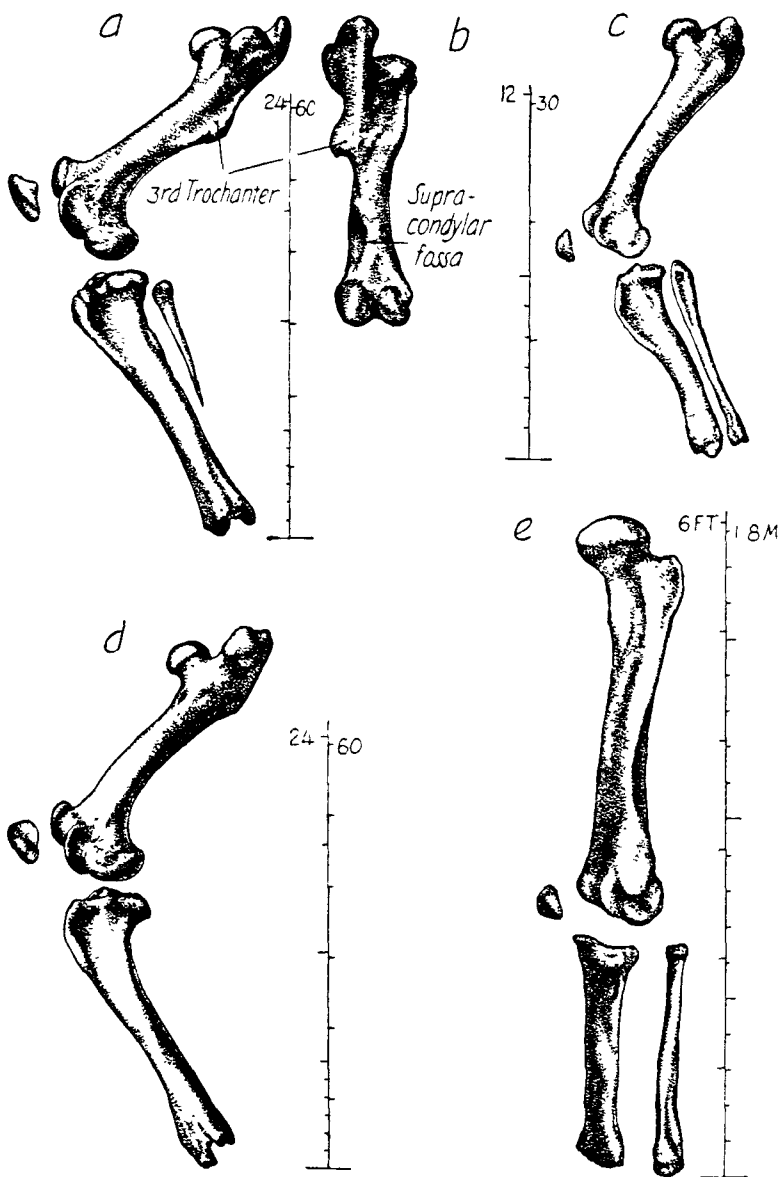 a
b
c
24 60
12 30
3rd Trochanter
Supra-
condylar
fossa
d
e
6FT 1 8M
24 60